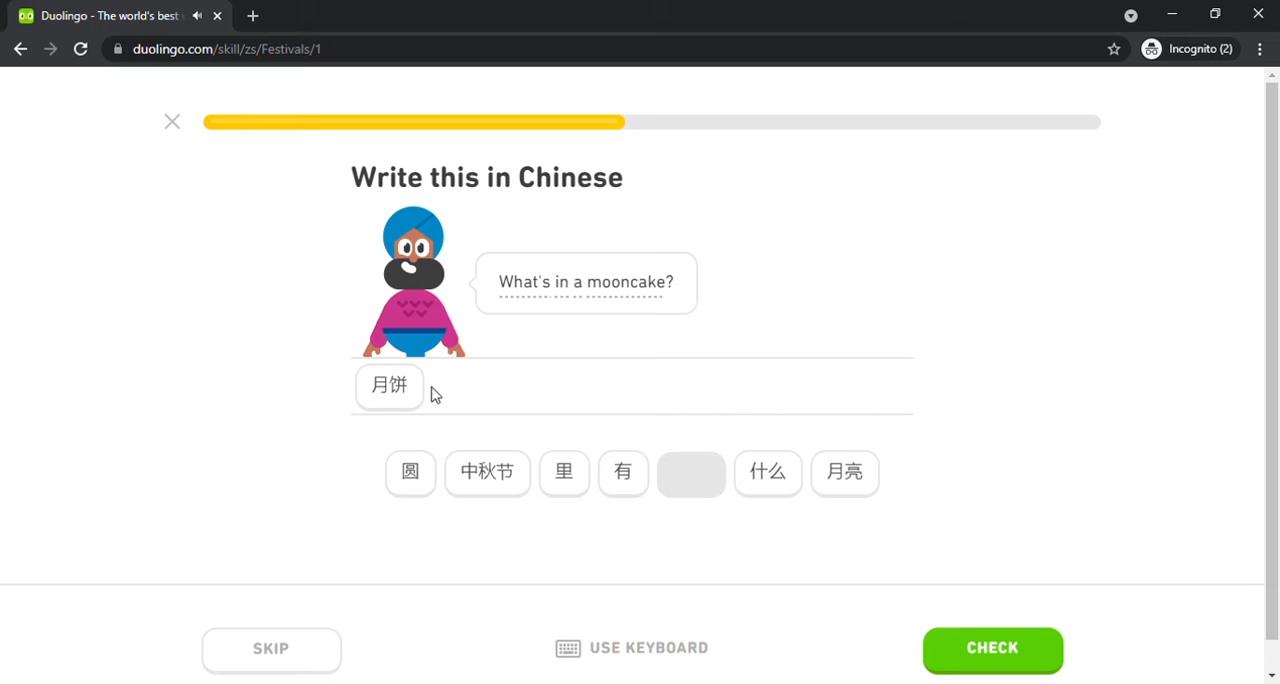 Duolingo - The world's best
duolingo.com/skill/zs/Festivals/1
Incognito (2)
Write this in Chinese
What's in a mooncake?
月饼
圆 中秋节 里 有 什么 月亮
SKIP
USE KEYBOARD
CHECK